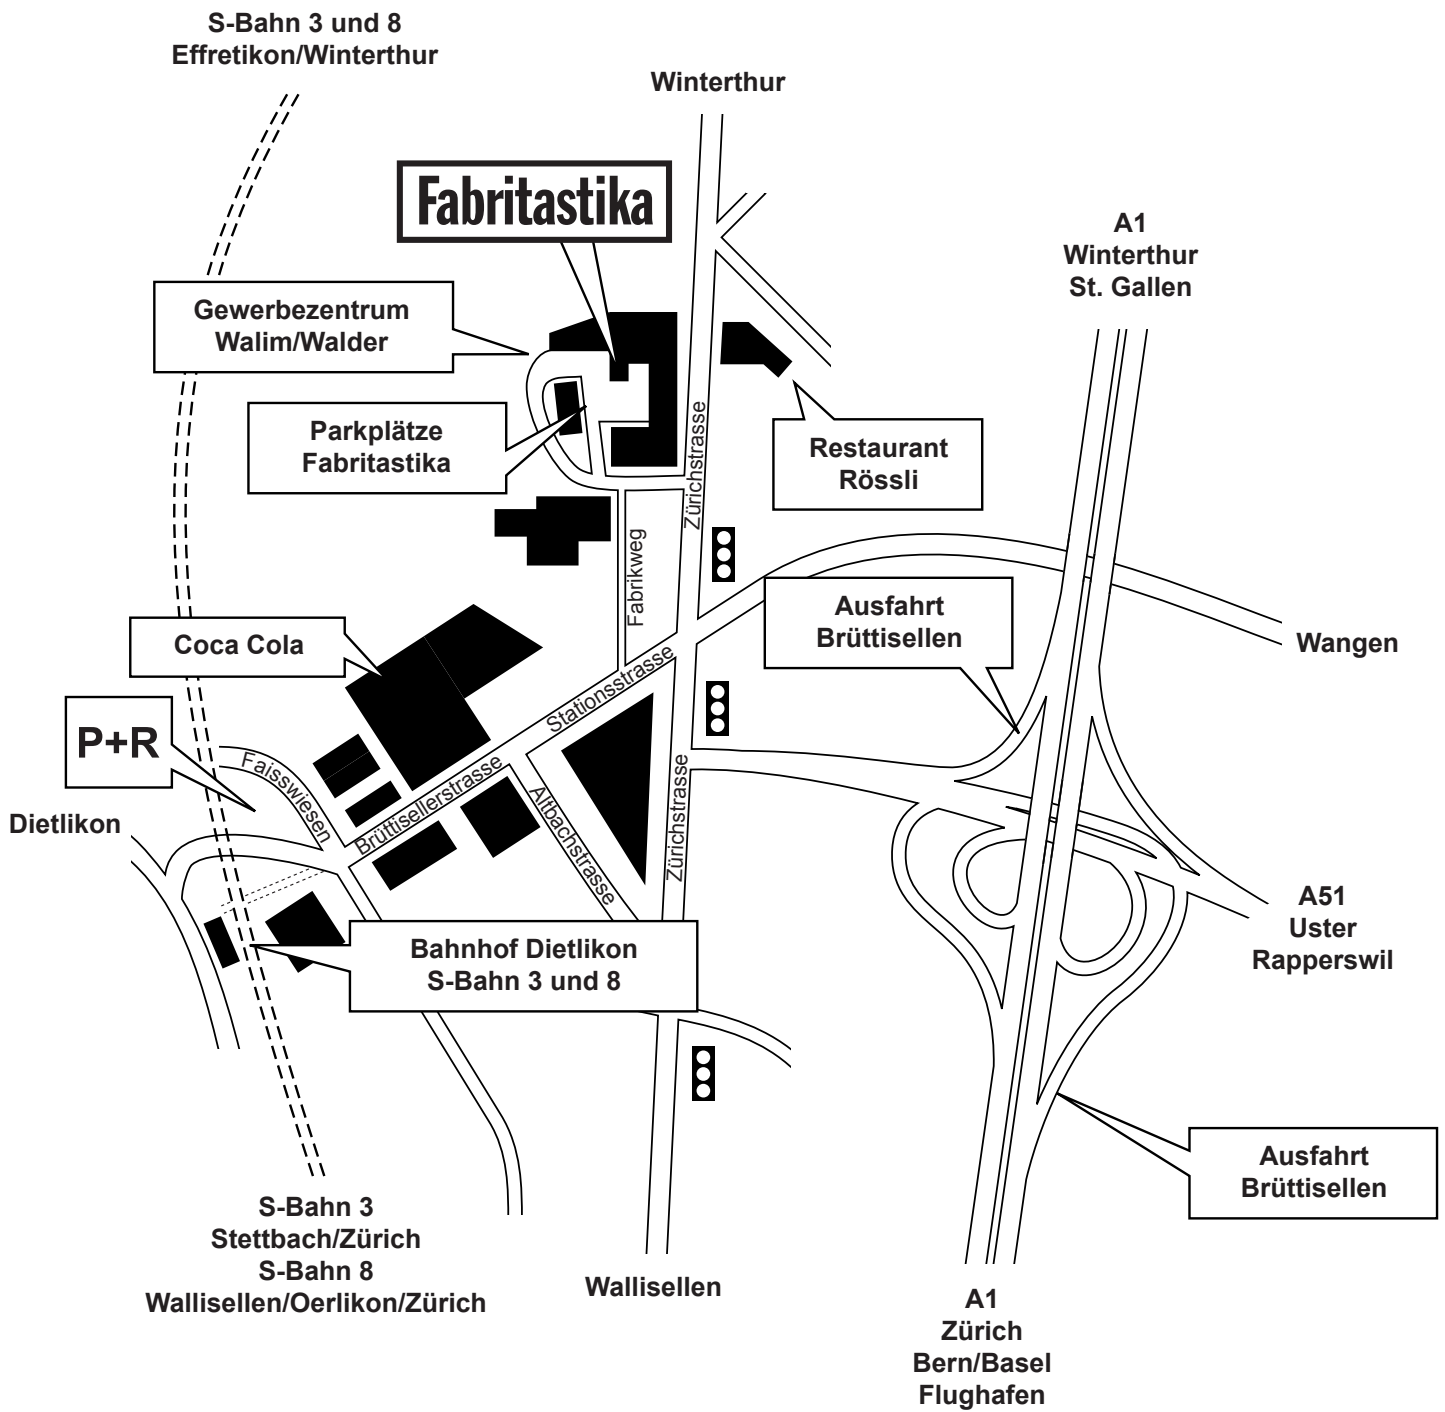 S-Bahn 3 und 8
Effretikon/Winterthur
Winterthur
Fabritastika
A1
Winterthur
St. Gallen
Gewerbezentrum
Walim/Walder
Parkplätze
Fabritastika
Zürichstrasse
Restaurant
Rössli
Fabrikweg
Ausfahrt
Brüttisellen
Wangen
Coca Cola
Stationsstrasse
P+R
Faisswiesen
Brüttisellerstrasse
Altbachstrasse
Zürichstrasse
Dietlikon
A51
Uster
Rapperswil
Bahnhof Dietlikon
S-Bahn 3 und 8
Ausfahrt
Brüttisellen
S-Bahn 3
Stettbach/Zürich
S-Bahn 8
Wallisellen/Oerlikon/Zürich
Wallisellen
A1
Zürich
Bern/Basel
Flughafen